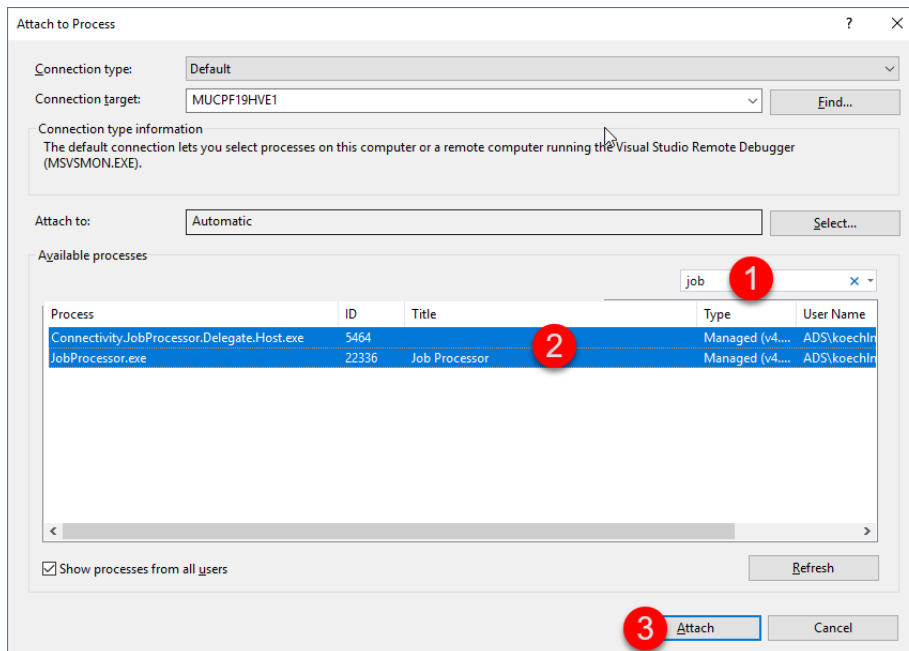 Attach to Process
?
Connection type:
Default
Connection target:
MUCPF19HVE1
Find...
Connection type information
The default connection lets you select processes on this computer or a remote computer running the Visual Studio Remote Debugger
(MSVSMON.EXE).
Attach to:
Automatic
Select...
Available processes
job
1
Process ID Title Type User Name
Connectivity.JobProcessor.Delegate.Host.exe 5464 Managed (v4.... ADS\koechln
JobProcessor.exe 22336 Job Processor Managed (v4.... ADS\koechln
2
Show processes from all users
Refresh
3
Attach
Cancel